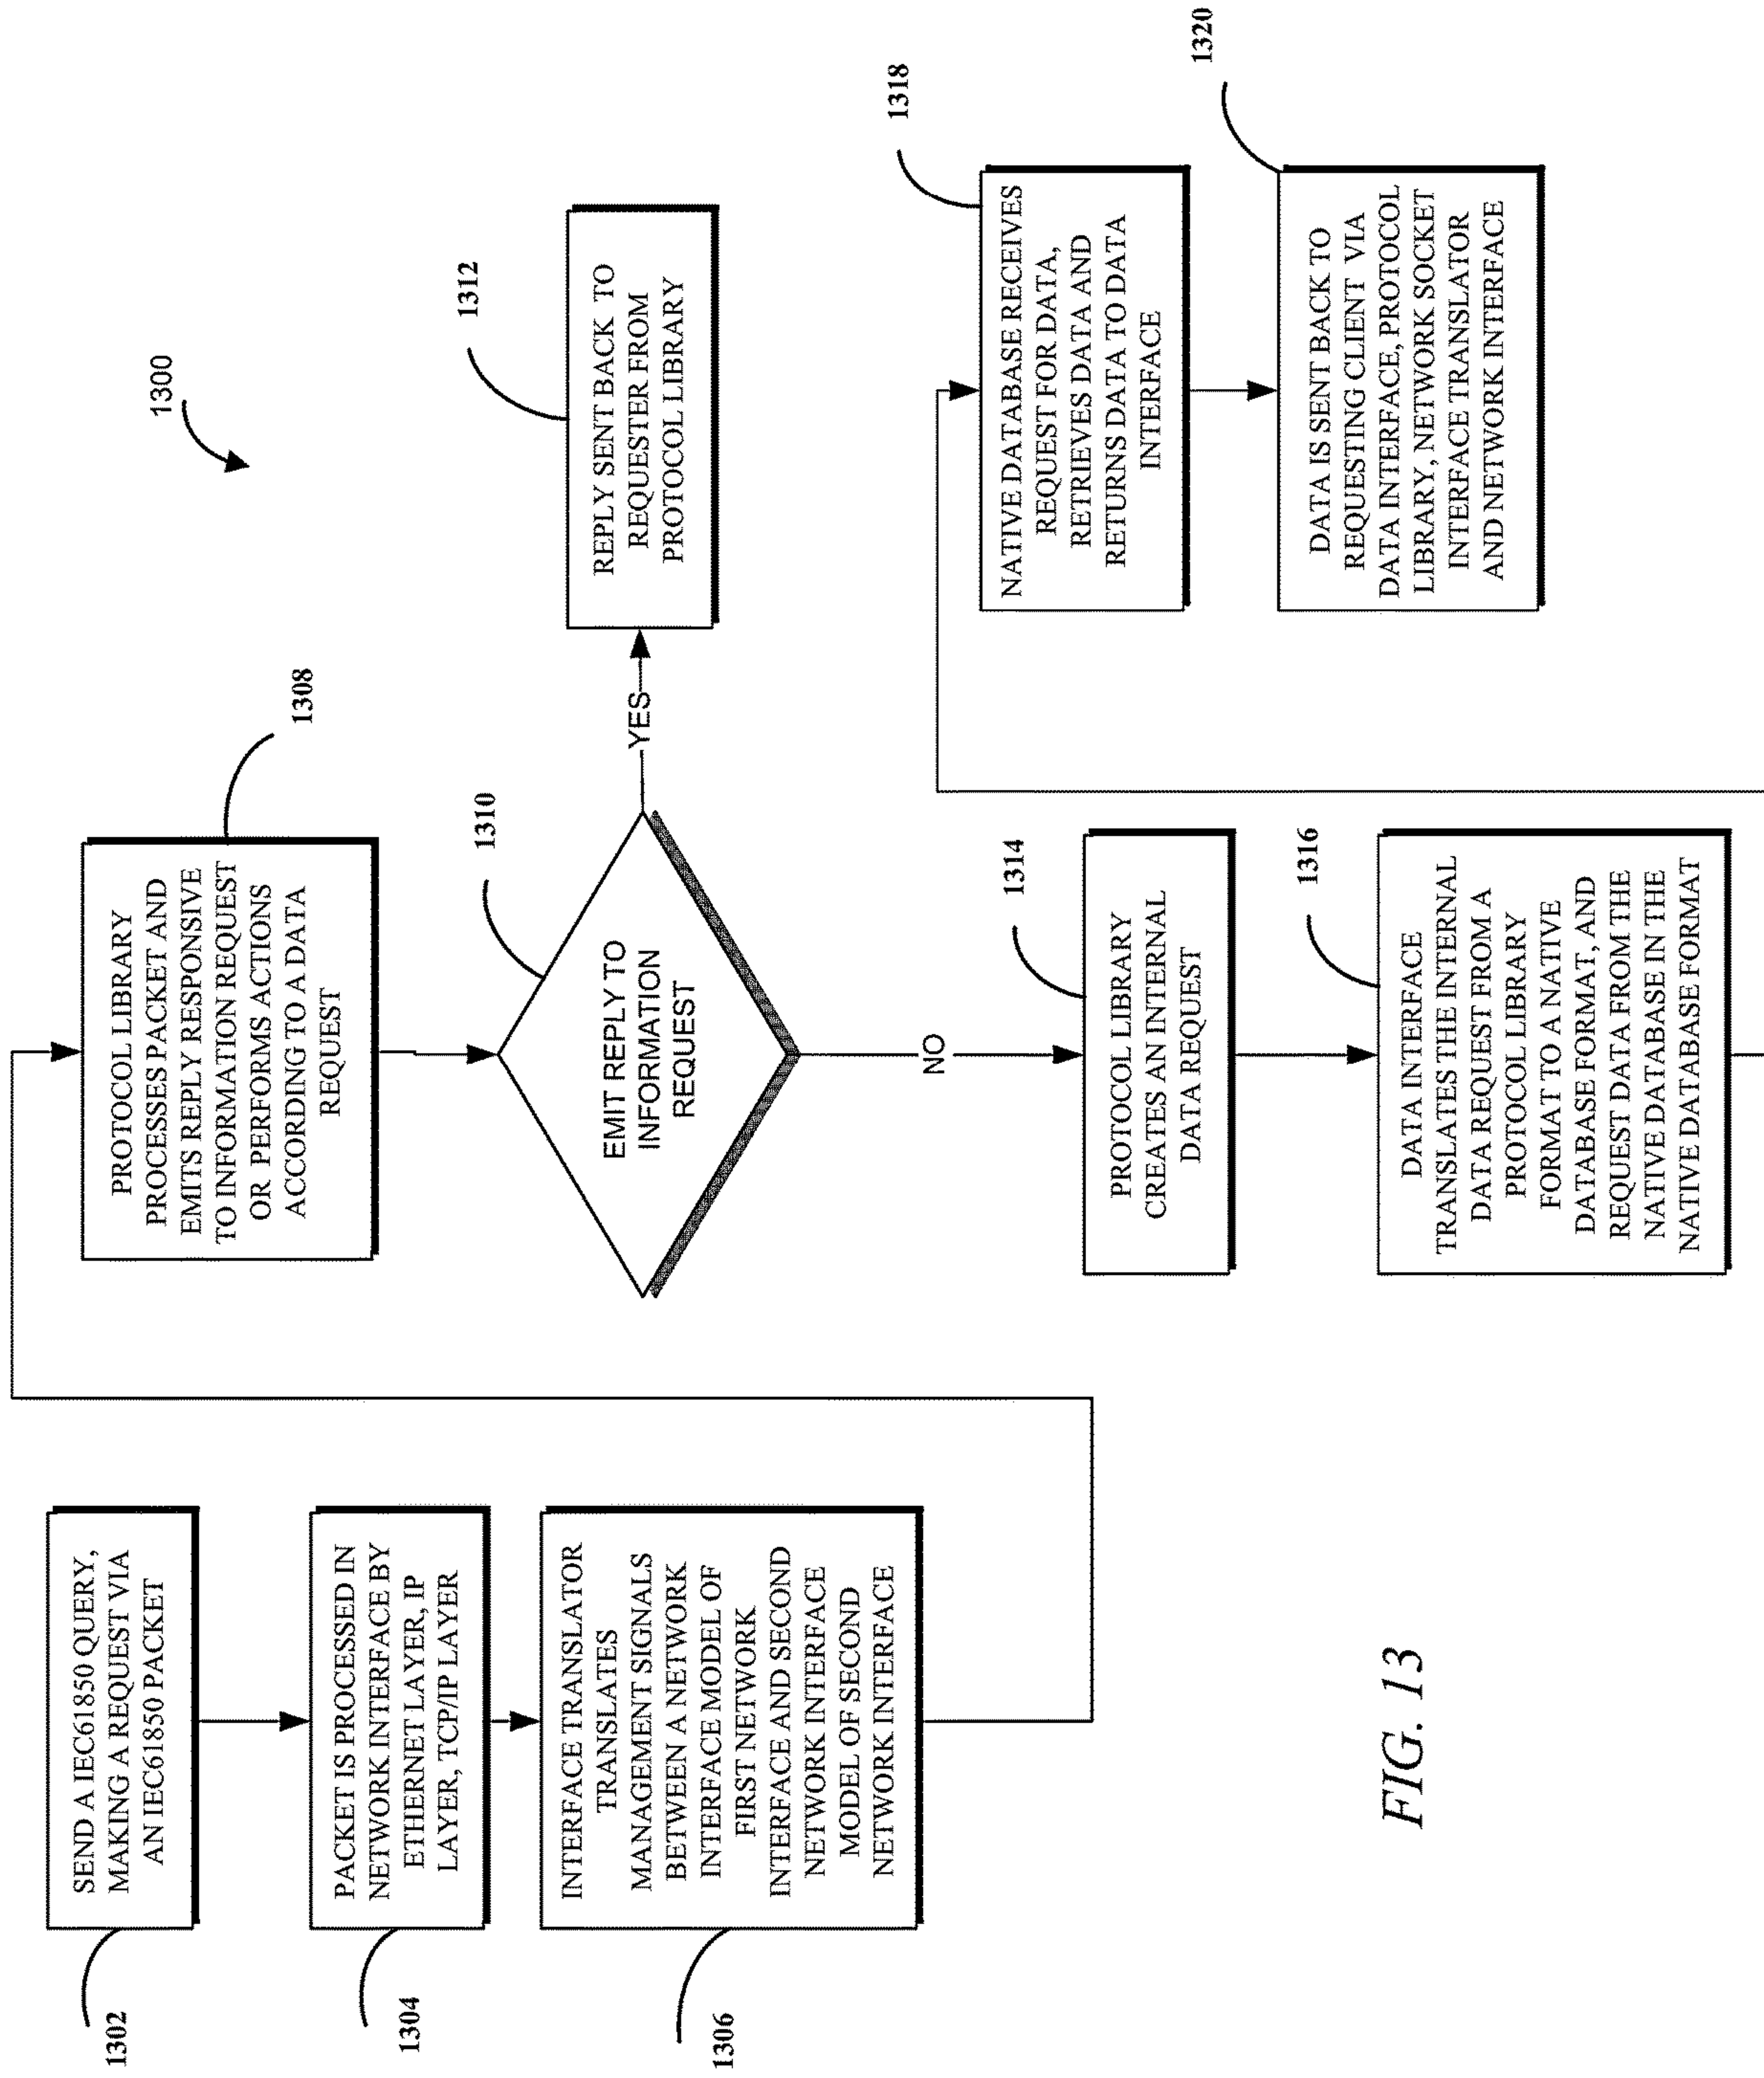 1300
1302
SEND A IEC61850 QUERY,
MAKING A REQUEST VIA
AN IEC61850 PACKET
1304
PACKET IS PROCESSED IN
NETWORK INTERFACE BY
ETHERNET LAYER, IP
LAYER, TCP/IP LAYER
1306
INTERFACE TRANSLATOR
TRANSLATES
MANAGEMENT SIGNALS
BETWEEN A NETWORK
INTERFACE MODEL OF
FIRST NETWORK
INTERFACE AND SECOND
NETWORK INTERFACE
MODEL OF SECOND
NETWORK INTERFACE
1308
PROTOCOL LIBRARY
PROCESSES PACKET AND
EMITS REPLY RESPONSIVE
TO INFORMATION REQUEST
OR PERFORMS ACTIONS
ACCORDING TO A DATA
REQUEST
1310
EMIT REPLY TO
INFORMATION
REQUEST
YES
1312
REPLY SENT BACK TO
REQUESTER FROM
PROTOCOL LIBRARY
NO
1314
PROTOCOL LIBRARY
CREATES AN INTERNAL
DATA REQUEST
1316
DATA INTERFACE
TRANSLATES THE INTERNAL
DATA REQUEST FROM A
PROTOCOL LIBRARY
FORMAT TO A NATIVE
DATABASE FORMAT, AND
REQUEST DATA FROM THE
NATIVE DATABASE IN THE
NATIVE DATABASE FORMAT
1318
NATIVE DATABASE RECEIVES
REQUEST FOR DATA,
RETRIEVES DATA AND
RETURNS DATA TO DATA
INTERFACE
1320
DATA IS SENT BACK TO
REQUESTING CLIENT VIA
DATA INTERFACE, PROTOCOL
LIBRARY, NETWORK SOCKET
INTERFACE TRANSLATOR
AND NETWORK INTERFACE
FIG. 13